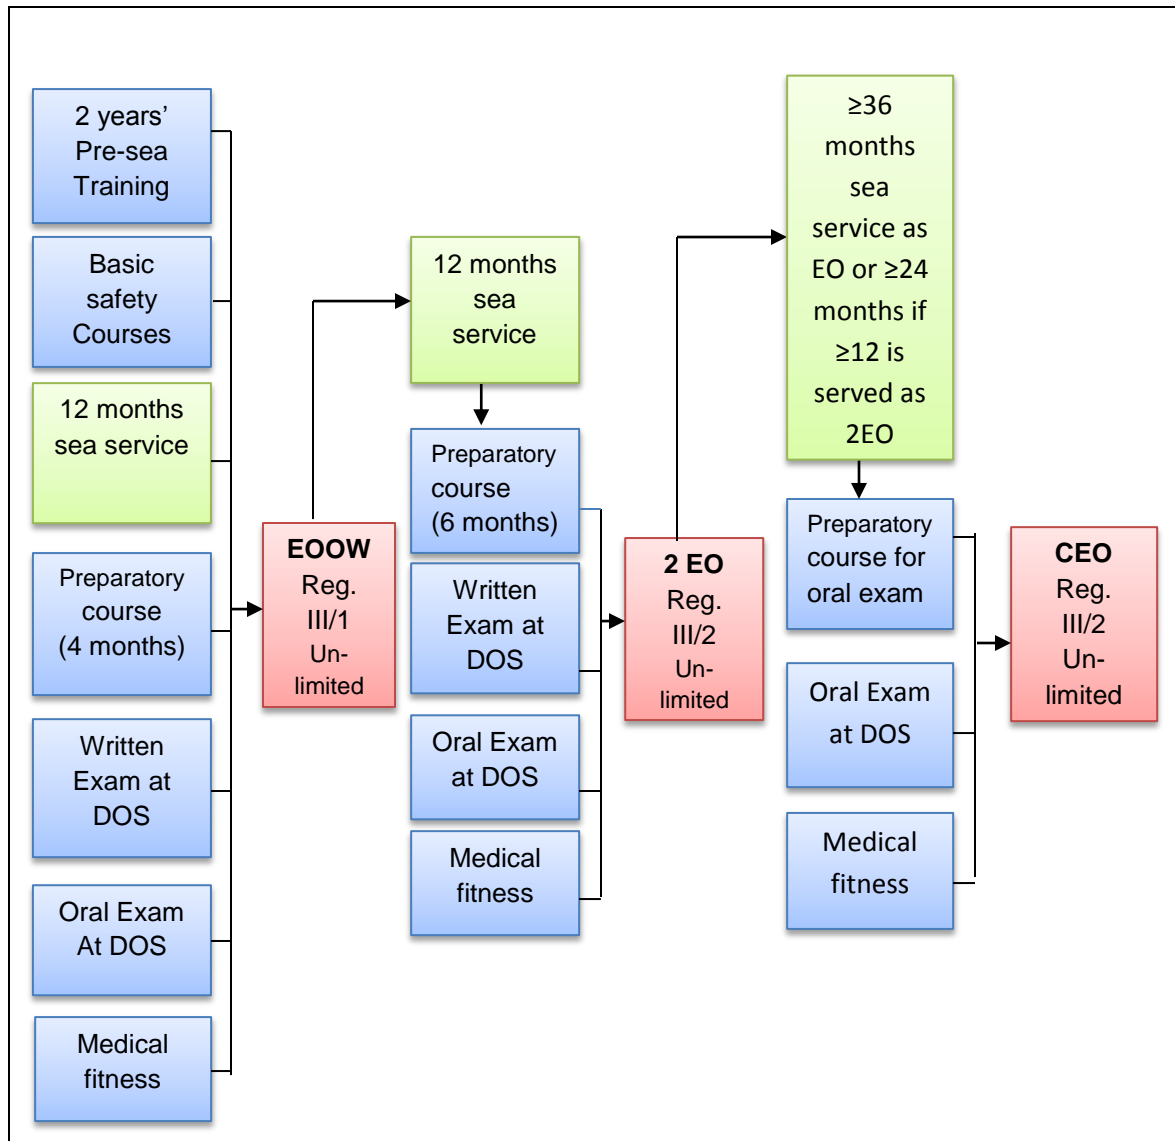 2 years’
Pre-sea
Training
Basic
safety
Courses
12 months
sea service
Preparatory
course
(4 months)
Written
Exam at
DOS
Oral Exam
At DOS
Medical
fitness
EOOW
Reg.
III/1
Un-
limited
12 months
sea
service
Preparatory
course
(6 months)
Written
Exam at
DOS
Oral Exam
at DOS
Medical
fitness
2 EO
Reg.
III/2
Un-
limited
≥36
months
sea
service as
EO or ≥24
months if
≥12 is
served as
2EO
Preparatory
course for
oral exam
Oral Exam
at DOS
Medical
fitness
CEO
Reg.
III/2
Un-
limited